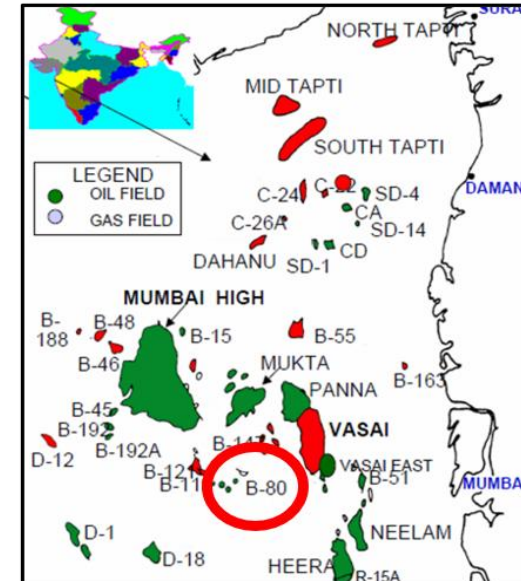 SURA
NORTH TAPTI
MID TAPTI
SOUTH TAPTI
LEGEND
OIL FIELD
GAS FIELD
C-24
C-22
SD-4
DAMAN
CA
C-26A
SD-14
DAHANU
SD-1
CD
MUMBAI HIGH
B-
188
B-48
B-15
B-55
B-46
MUKTA
B-163
PANNA
B-45
B-192
VASAI
B-192A
D-12
VASAI EAST
B-121
B-11
B-80
B-51
MUMBA
D-1
NEELAM
D-18
HEERA
R-15A